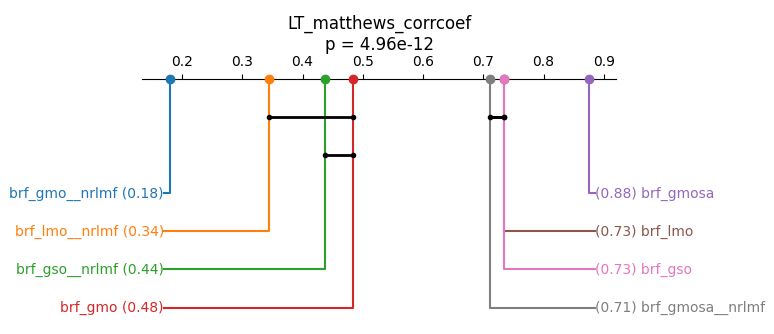 LT_matthews_corrcoef
p = 4.96e-12
0.2 0.3 0.4 0.5 0.6 0.7 0.8 0.9
brf_gmo__nrlmf (0.18)
(0.88) brf_gmosa
brf_lmo__nrlmf (0.34)
(0.73) brf_lmo
brf_gso__nrlmf (0.44)
(0.73) brf_gso
brf_gmo (0.48)
(0.71) brf_gmosa__nrlmf